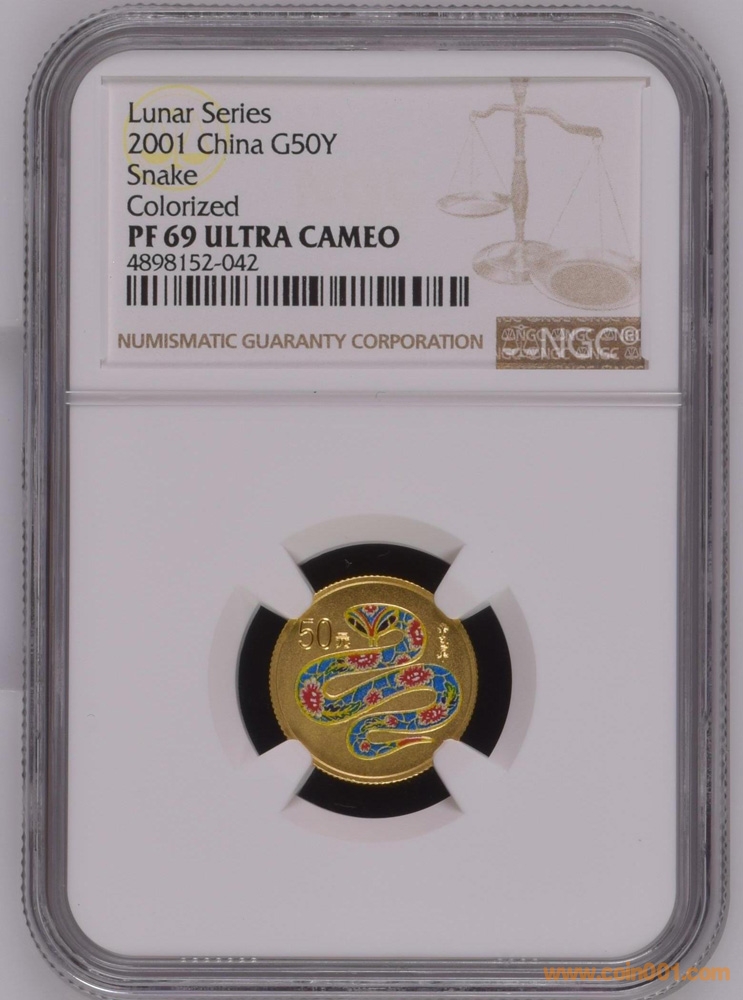 Lunar Series
2001 China G50Y
Snake
Colorized
PF 69 ULTRA CAMEO
4898152-042
NUMISMATIC GUARANTY CORPORATION
NGC®
50元
www.coin001.com